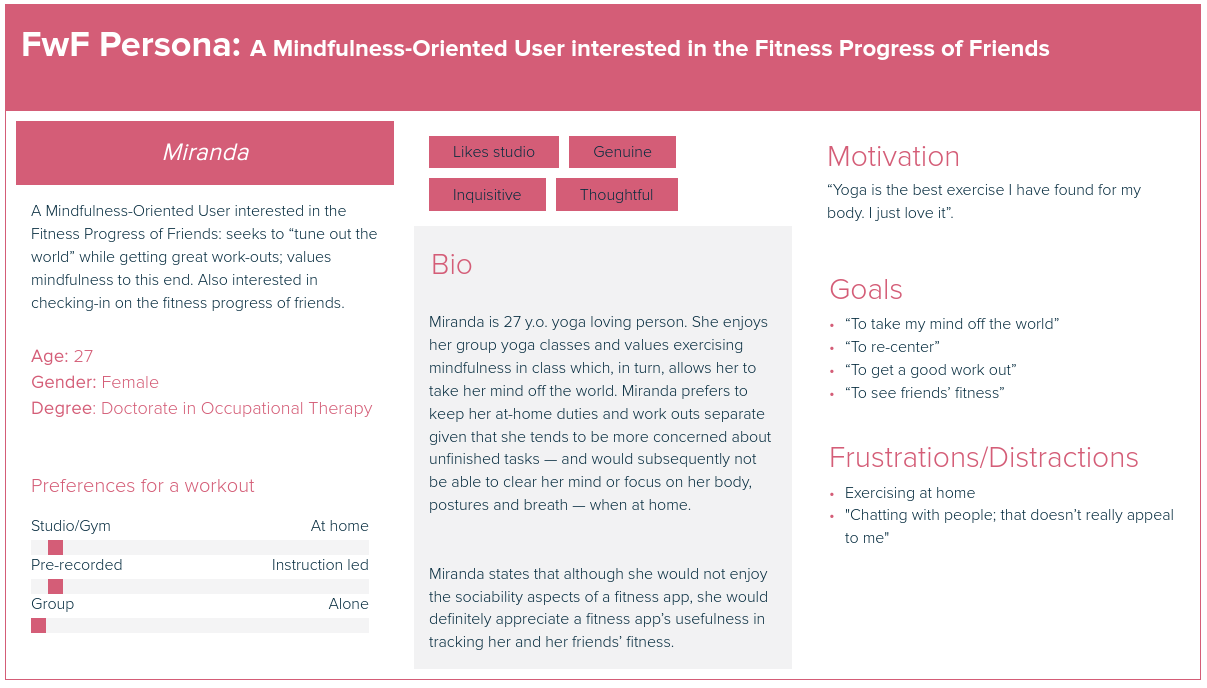 FwF Persona: A Mindfulness-Oriented User interested in the Fitness Progress of Friends
Miranda
A Mindfulness-Oriented User interested in the
Fitness Progress of Friends: seeks to “tune out the
world” while getting great work-outs; values
mindfulness to this end. Also interested in
checking-in on the fitness progress of friends.
Age: 27
Gender: Female
Degree: Doctorate in Occupational Therapy
Preferences for a workout
Studio/Gym At home
Pre-recorded Instruction led
Group Alone
Likes studio Genuine
Inquisitive Thoughtful
Bio
Miranda is 27 y.o. yoga loving person. She enjoys
her group yoga classes and values exercising
mindfulness in class which, in turn, allows her to
take her mind off the world. Miranda prefers to
keep her at-home duties and work outs separate
given that she tends to be more concerned about
unfinished tasks — and would subsequently not
be able to clear her mind or focus on her body,
postures and breath — when at home.
Miranda states that although she would not enjoy
the sociability aspects of a fitness app, she would
definitely appreciate a fitness app’s usefulness in
tracking her and her friends’ fitness.
Motivation
“Yoga is the best exercise I have found for my
body. I just love it”.
Goals
• “To take my mind off the world”
• “To re-center”
• “To get a good work out”
• “To see friends’ fitness”
Frustrations/Distractions
• Exercising at home
• "Chatting with people; that doesn’t really appeal
to me"